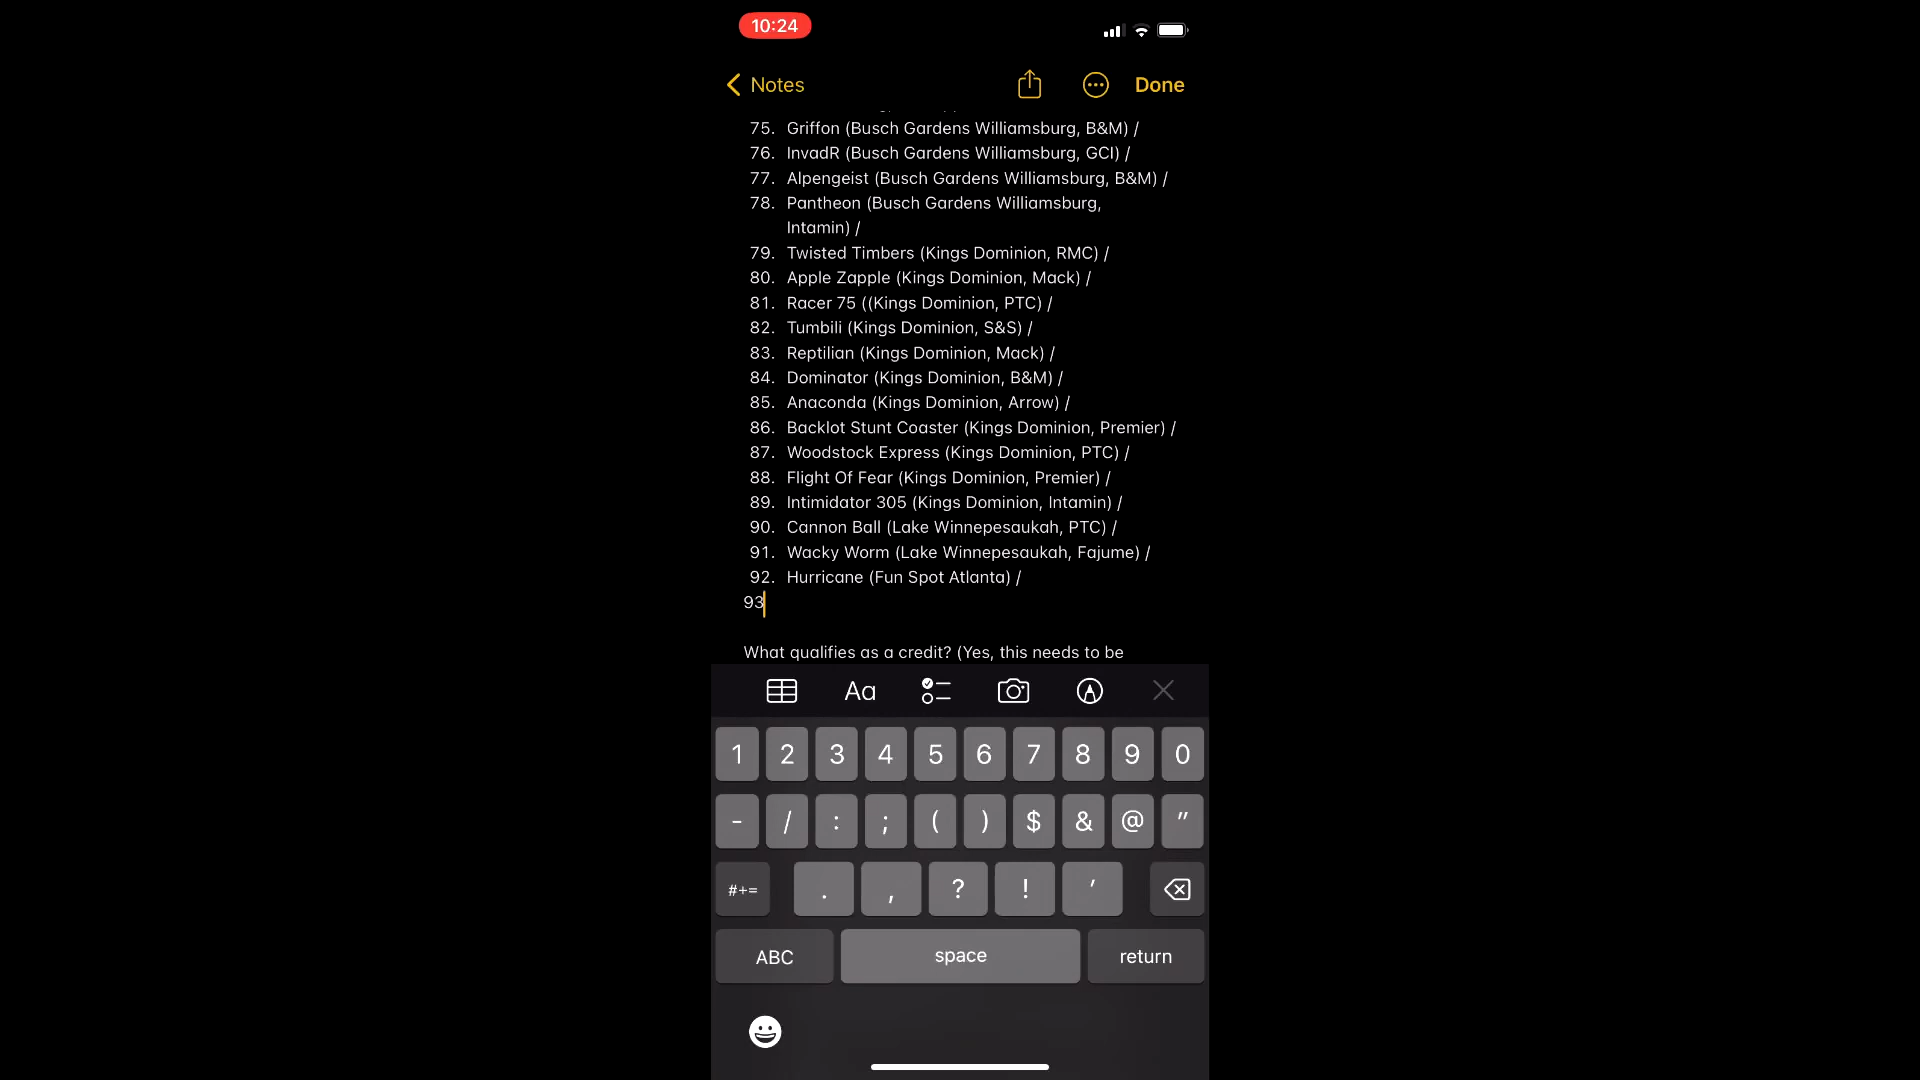 10:24
Notes
Done
75. Griffon (Busch Gardens Williamsburg, B&M) /
76. InvadR (Busch Gardens Williamsburg, GCI) /
77. Alpengeist (Busch Gardens Williamsburg, B&M) /
78. Pantheon (Busch Gardens Williamsburg,
Intamin) /
79. Twisted Timbers (Kings Dominion, RMC) /
80. Apple Zapple (Kings Dominion, Mack) /
81. Racer 75 ((Kings Dominion, PTC) /
82. Tumbili (Kings Dominion, S&S) /
83. Reptilian (Kings Dominion, Mack) /
84. Dominator (Kings Dominion, B&M) /
85. Anaconda (Kings Dominion, Arrow) /
86. Backlot Stunt Coaster (Kings Dominion, Premier) /
87. Woodstock Express (Kings Dominion, PTC) /
88. Flight Of Fear (Kings Dominion, Premier) /
89. Intimidator 305 (Kings Dominion, Intamin) /
90. Cannon Ball (Lake Winnepesaukah, PTC) /
91. Wacky Worm (Lake Winnepesaukah, Fajume) /
92. Hurricane (Fun Spot Atlanta) /
93
What qualifies as a credit? (Yes, this needs to be
Aa
1 2 3 4 5 6 7 8 9 0
- / : ; ( ) $ & @ "
#+= . , ? ! '
ABC space return